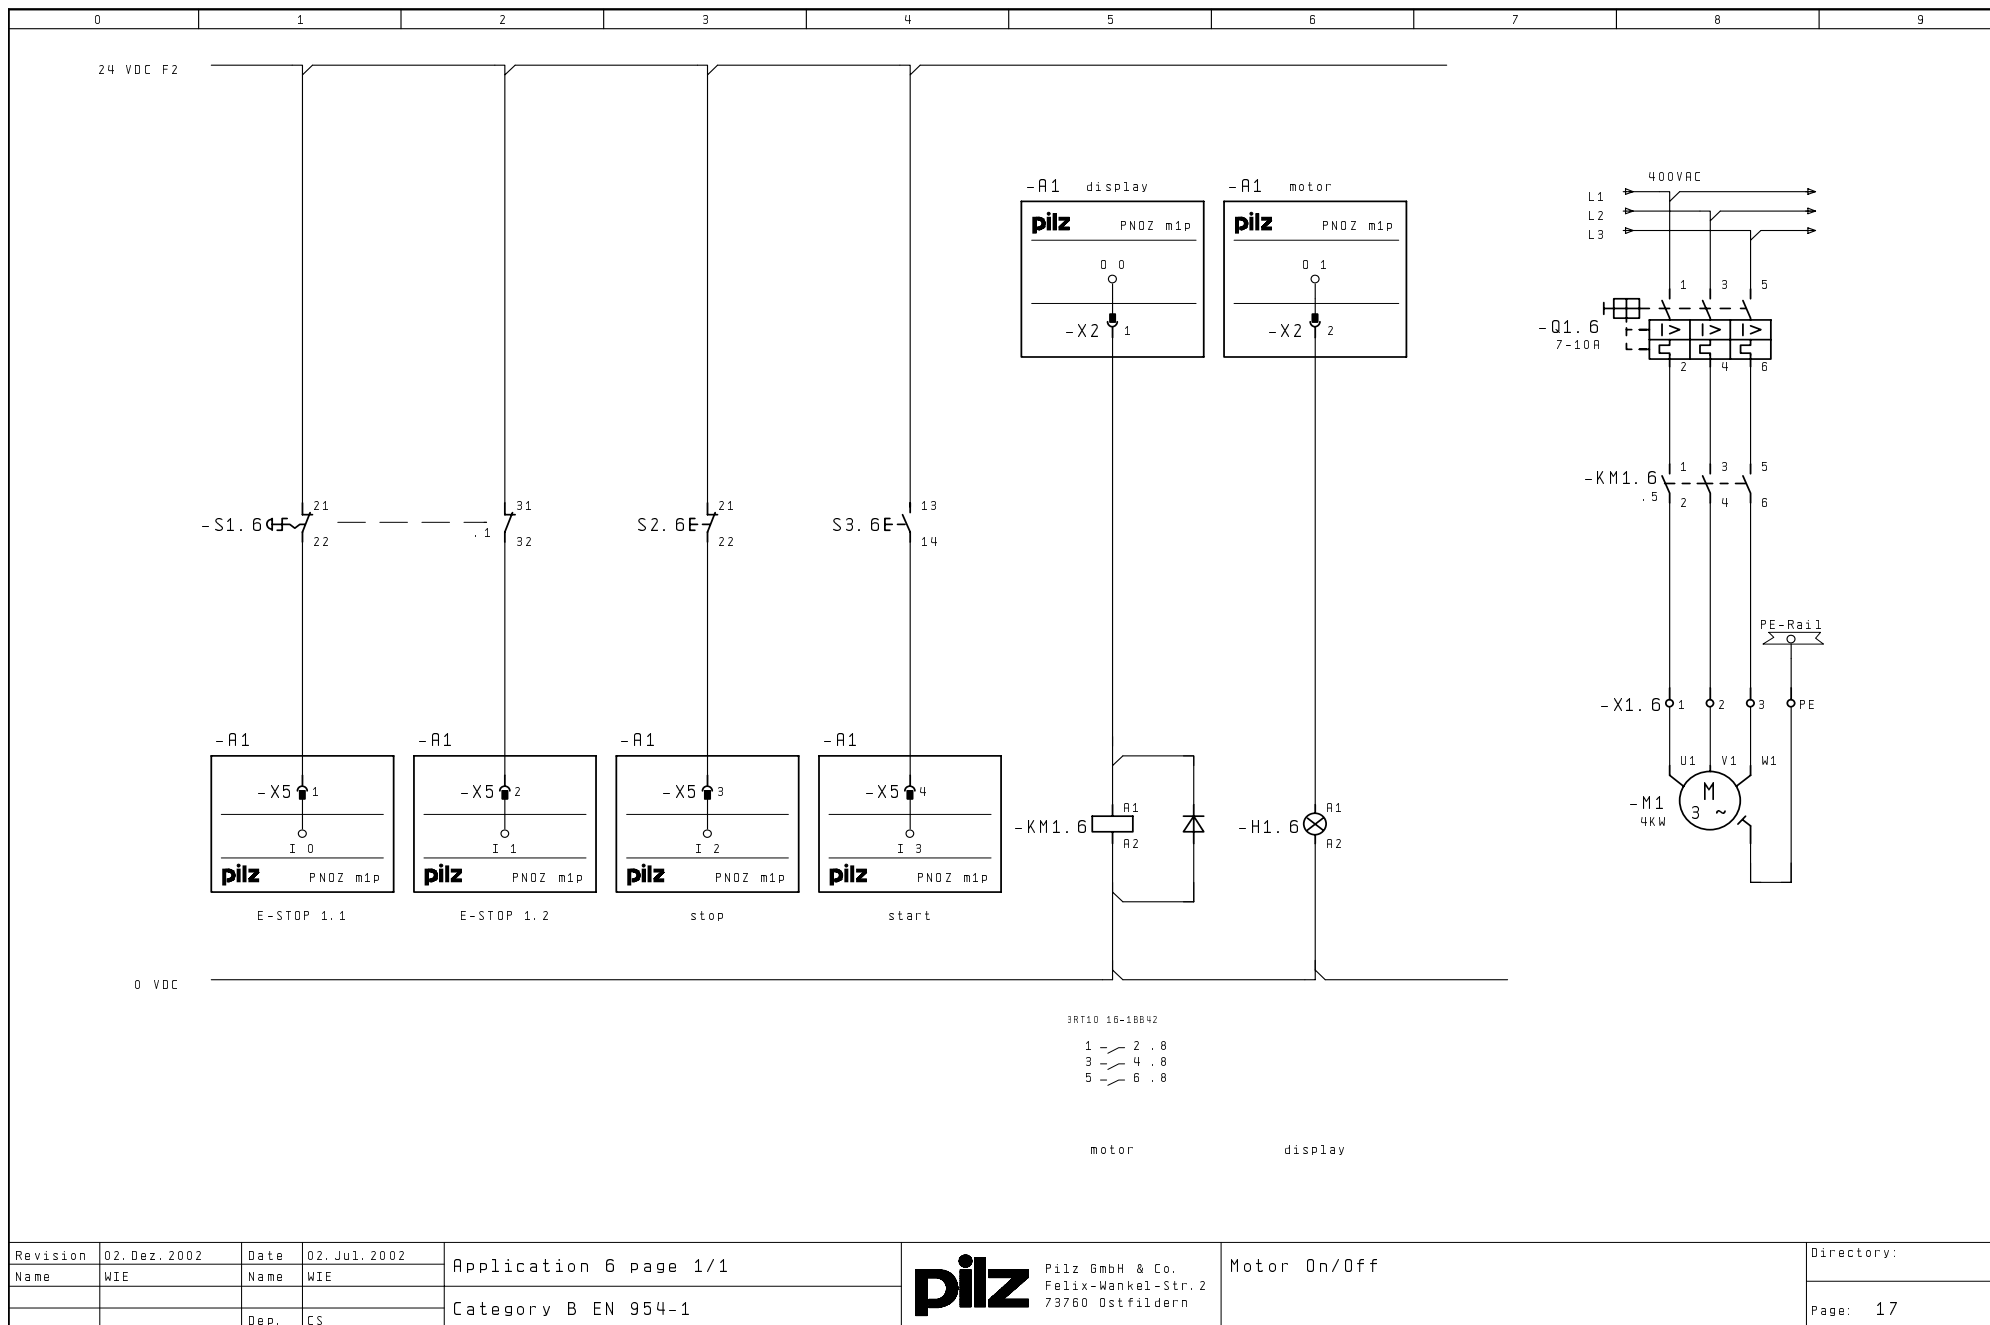 0 1 2 3 4 5 6 7 8 9
24 VDC F2
400VAC
-A1 display
-A1 motor
L1
L2
L3
pilz PNOZ m1p
pilz PNOZ m1p
O 0
O 1
1 3 5
-X2 1
-X2 2
-Q1.6
7-10A
I> I> I>
2 4 6
-KM1.6
.5
1 3 5
2 4 6
-S1.6
21
22
31
.1
32
S2.6
21
22
S3.6
13
14
PE-Rail
-X1.6 1 2 3 PE
-A1
-A1
-A1
-A1
U1 V1 W1
-X5 1
-X5 2
-X5 3
-X5 4
-M1
4KW
M
3 ~
-KM1.6
A1
A2
-H1.6
A1
A2
I 0
I 1
I 2
I 3
pilz PNOZ m1p
pilz PNOZ m1p
pilz PNOZ m1p
pilz PNOZ m1p
E-STOP 1.1
E-STOP 1.2
stop
start
0 VDC
3RT10 16-1BB42
1 2 .8
3 4 .8
5 6 .8
motor
display
Revision 02.Dez.2002 Date 02.Jul.2002
Name WIE Name WIE
Dep. CS
Application 6 page 1/1
Category B EN 954-1
pilz
Pilz GmbH & Co.
Felix-Wankel-Str.2
73760 Ostfildern
Motor On/Off
Directory:
Page: 17